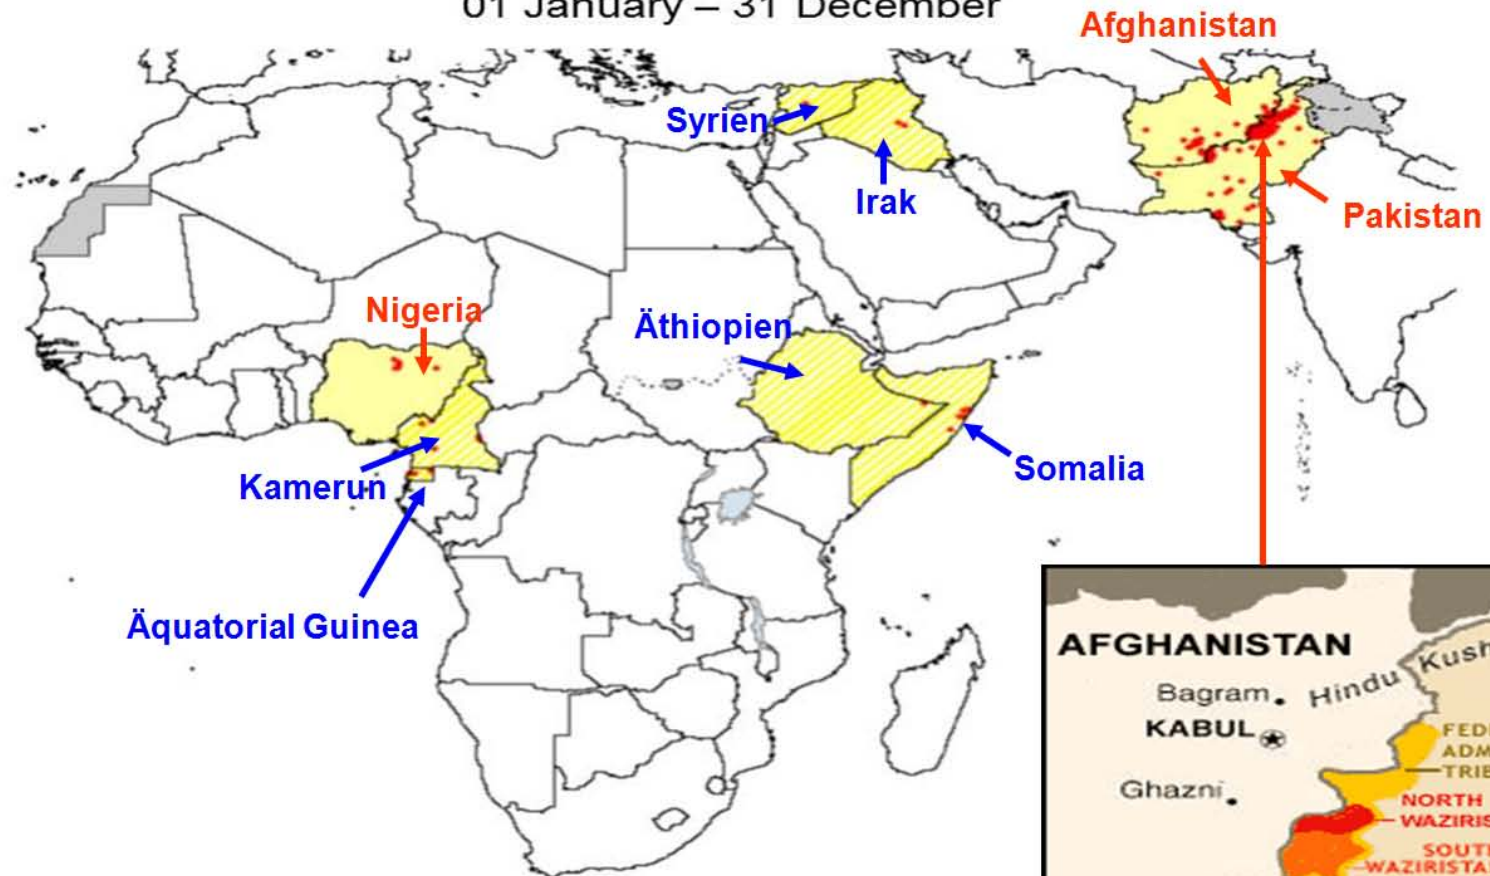 01 January – 31 December
Afghanistan
Syrien
Irak
Pakistan
Nigeria
Äthiopien
Kamerun
Somalia
Äquatorial Guinea
AFGHANISTAN
Bagram
Hindu Kush
KABUL
Ghazni
NORTH
SOUTH